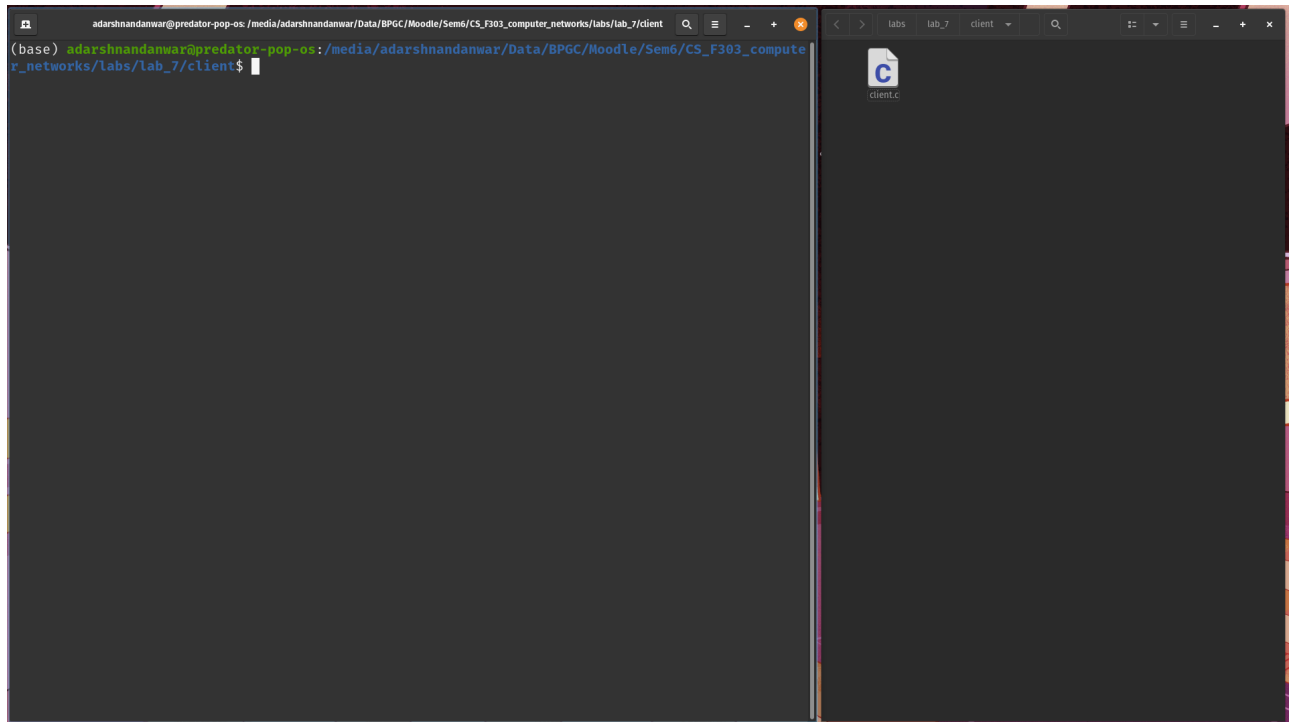 adarshnandanwar@predator-pop-os: /media/adarshnandanwar/Data/BPGC/Moodle/Sem6/CS_F303_computer_networks/labs/lab_7/client
(base) adarshnandanwar@predator-pop-os:/media/adarshnandanwar/Data/BPGC/Moodle/Sem6/CS_F303_compute
r_networks/labs/lab_7/client$
labs lab_7 client
C
client.c